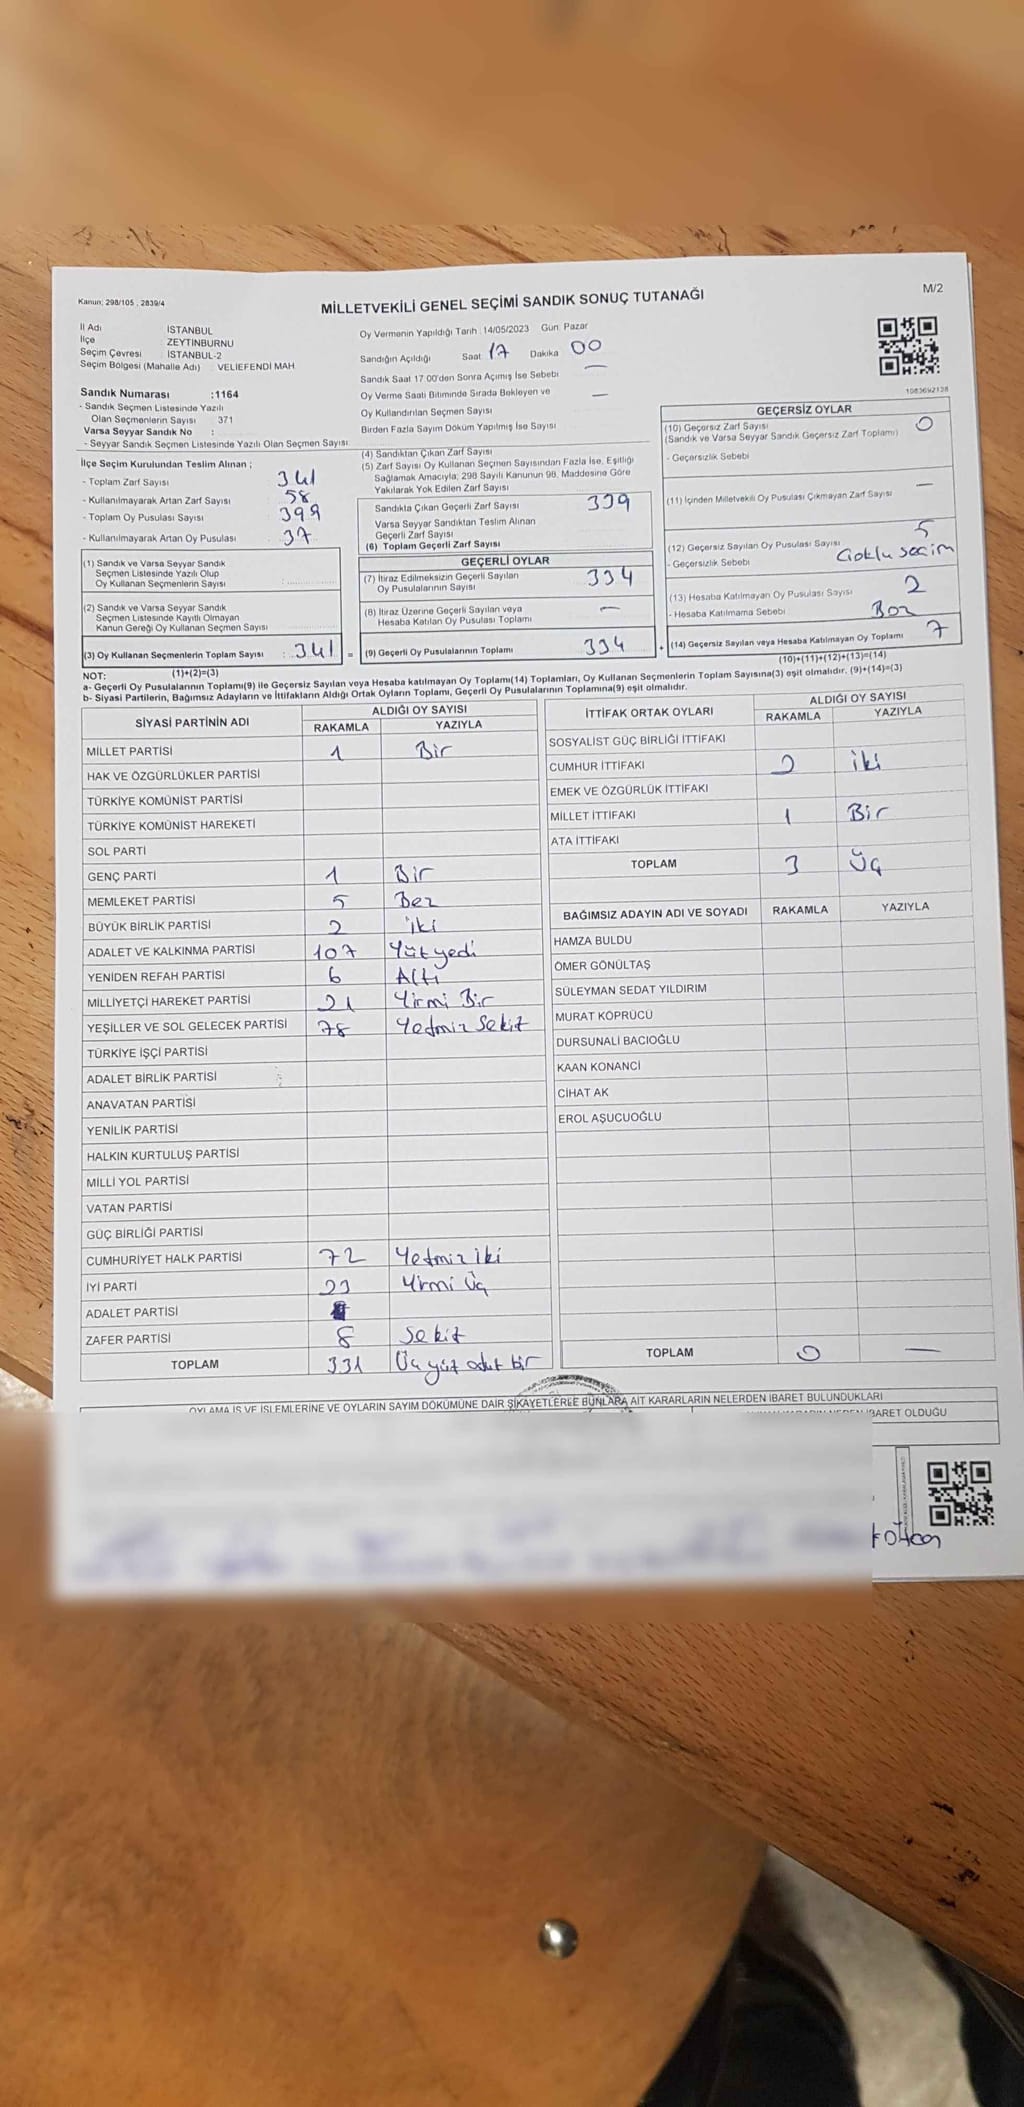 Kanun; 298/105 ; 2839/4
MİLLETVEKİLİ GENEL SEÇİMİ SANDIK SONUÇ TUTANAĞI
M/2
İl Adı İSTANBUL
İlçe ZEYTİNBURNU
Seçim Çevresi İSTANBUL-2
Seçim Bölgesi (Mahalle Adı) : VELİEFENDİ MAH.
Sandık Numarası :1164
- Sandık Seçmen Listesinde Yazılı
Olan Seçmenlerin Sayısı : 371
Varsa Seyyar Sandık No :
- Seyyar Sandık Seçmen Listesinde Yazılı Olan Seçmen Sayısı:
Oy Vermenin Yapıldığı Tarih :14/05/2023 Gün: Pazar
Sandığın Açıldığı Saat 17 Dakika 00
Sandık Saat 17:00'den Sonra Açımış İse Sebebi —
Oy Verme Saati Bitiminde Sırada Bekleyen ve —
Oy Kullandırılan Seçmen Sayısı
Birden Fazla Sayım Döküm Yapılmış İse Sayısı
1083692138
İlçe Seçim Kurulundan Teslim Alınan ;
- Toplam Zarf Sayısı 341
- Kullanılmayarak Artan Zarf Sayısı 58
- Toplam Oy Pusulası Sayısı 399
- Kullanılmayarak Artan Oy Pusulası 37
(1) Sandık ve Varsa Seyyar Sandık
Seçmen Listesinde Yazılı Olup
Oy Kullanan Seçmenlerin Sayısı :
(2) Sandık ve Varsa Seyyar Sandık
Seçmen Listesinde Kayıtlı Olmayan
Kanun Gereği Oy Kullanan Seçmen Sayısı
(3) Oy Kullanan Seçmenlerin Toplam Sayısı : 341 =
(4) Sandıktan Çıkan Zarf Sayısı
(5) Zarf Sayısı Oy Kullanan Seçmen Sayısından Fazla İse, Eşitliği
Sağlamak Amacıyla; 298 Sayılı Kanunun 98. Maddesine Göre
Yakılarak Yok Edilen Zarf Sayısı
Sandıkla Çıkan Geçerli Zarf Sayısı 339
Varsa Seyyar Sandıktan Teslim Alınan
Geçerli Zarf Sayısı
(6) Toplam Geçerli Zarf Sayısı
GEÇERLİ OYLAR
(7) İtiraz Edilmeksizin Geçerli Sayılan
Oy Pusulalarının Sayısı 334
(8) İtiraz Üzerine Geçerli Sayılan veya
Hesaba Katılan Oy Pusulası Toplamı —
(9) Geçerli Oy Pusulalarının Toplamı 334 +
GEÇERSİZ OYLAR
(10) Geçersiz Zarf Sayısı 0
(Sandık ve Varsa Seyyar Sandık Geçersiz Zarf Toplamı)
- Geçersizlik Sebebi
(11) İçinden Milletvekili Oy Pusulası Çıkmayan Zarf Sayısı —
(12) Geçersiz Sayılan Oy Pusulası Sayısı 5
- Geçersizlik Sebebi Çoklu seçim
(13) Hesaba Katılmayan Oy Pusulası Sayısı 2
- Hesaba Katılmama Sebebi Boz
(14) Geçersiz Sayılan veya Hesaba Katılmayan Oy Toplamı 7
NOT: (1)+(2)=(3)
(10)+(11)+(12)+(13)=(14)
a- Geçerli Oy Pusulalarının Toplamı(9) ile Geçersiz Sayılan veya Hesaba Katılmayan Oy Toplamı(14) Toplamları, Oy Kullanan Seçmenlerin Toplam Sayısına(3) eşit olmalıdır. (9)+(14)=(3)
b- Siyasi Partilerin, Bağımsız Adayların ve İttifakların Aldığı Ortak Oyların Toplamı, Geçerli Oy Pusulalarının Toplamına(9) eşit olmalıdır.
SİYASİ PARTİNİN ADI ALDIĞI OY SAYISI
RAKAMLA YAZIYLA
MİLLET PARTİSİ 1 Bir
HAK VE ÖZGÜRLÜKLER PARTİSİ
TÜRKİYE KOMÜNİST PARTİSİ
TÜRKİYE KOMÜNİST HAREKETİ
SOL PARTİ
GENÇ PARTİ 1 Bir
MEMLEKET PARTİSİ 5 Bez
BÜYÜK BİRLİK PARTİSİ 2 iki
ADALET VE KALKINMA PARTİSİ 107 Yüt yedi
YENİDEN REFAH PARTİSİ 6 Altı
MİLLİYETÇİ HAREKET PARTİSİ 21 Yirmi Bir
YEŞİLLER VE SOL GELECEK PARTİSİ 78 Yetmiz Sekit
TÜRKİYE İŞÇİ PARTİSİ
ADALET BİRLİK PARTİSİ
ANAVATAN PARTİSİ
YENİLİK PARTİSİ
HALKIN KURTULUŞ PARTİSİ
MİLLİ YOL PARTİSİ
VATAN PARTİSİ
GÜÇ BİRLİĞİ PARTİSİ
CUMHURİYET HALK PARTİSİ 72 Yetmiz iki
İYİ PARTİ 23 Yirmi Üç
ADALET PARTİSİ
ZAFER PARTİSİ 8 Sekit
TOPLAM 331 Üç yüt otut bir
İTTİFAK ORTAK OYLARI ALDIĞI OY SAYISI
RAKAMLA YAZIYLA
SOSYALİST GÜÇ BİRLİĞİ İTTİFAKI
CUMHUR İTTİFAKI 2 iki
EMEK VE ÖZGÜRLÜK İTTİFAKI
MİLLET İTTİFAKI 1 Bir
ATA İTTİFAKI
TOPLAM 3 Üç
BAĞIMSIZ ADAYIN ADI VE SOYADI RAKAMLA YAZIYLA
HAMZA BULDU
ÖMER GÖNÜLTAŞ
SÜLEYMAN SEDAT YILDIRIM
MURAT KÖPRÜCÜ
DURSUNALİ BACIOĞLU
KAAN KONANCİ
CİHAT AK
EROL AŞUCUOĞLU
TOPLAM 0 —
OYLAMA İŞ VE İŞLEMLERİNE VE OYLARIN SAYIM DÖKÜMÜNE DAİR ŞİKAYETLERLE BUNLARA AİT KARARLARIN NELERDEN İBARET BULUNDUKLARI
İBARET OLDUĞU